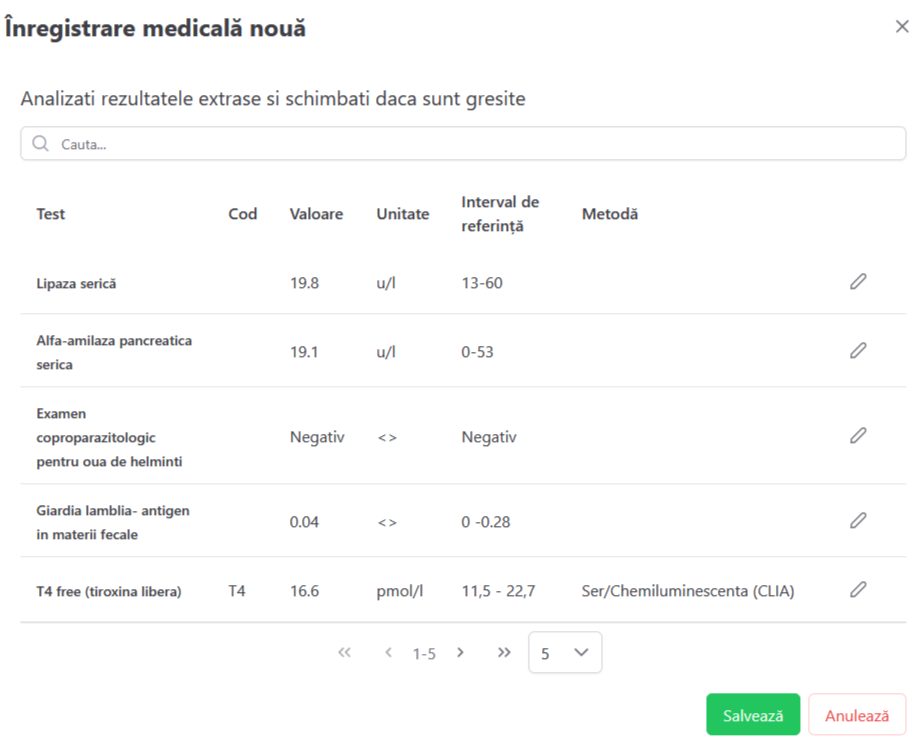 Înregistrare medicală nouă
Analizati rezultatele extrase si schimbati daca sunt gresite
Cauta...
Test Cod Valoare Unitate Interval de referință Metodă
Lipaza serică 19.8 u/l 13-60
Alfa-amilaza pancreatica serica 19.1 u/l 0-53
Examen coproparazitologic pentru oua de helminti Negativ <> Negativ
Giardia lamblia- antigen in materii fecale 0.04 <> 0 -0.28
T4 free (tiroxina libera) T4 16.6 pmol/l 11,5 - 22,7 Ser/Chemiluminescenta (CLIA)
<< < 1-5 > >> 5
Salvează Anulează